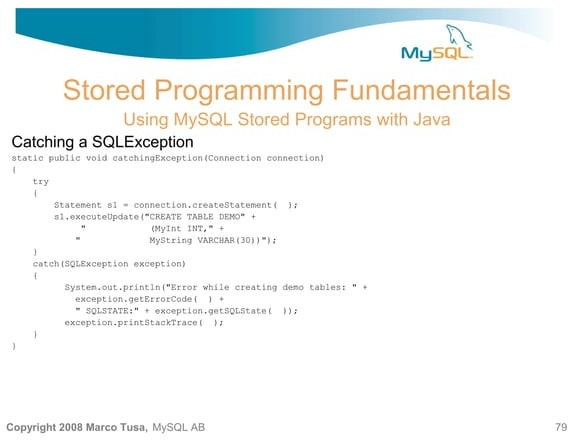 MySQL
Stored Programming Fundamentals
Using MySQL Stored Programs with Java
Catching a SQLException
static public void catchingException(Connection connection)
{
    try
    {
        Statement s1 = connection.createStatement(  );
        s1.executeUpdate("CREATE TABLE DEMO" +
             "            (MyInt INT," +
            "             MyString VARCHAR(30))");
    }
    catch(SQLException exception)
    {
          System.out.println("Error while creating demo tables: " +
            exception.getErrorCode(  ) +
            " SQLSTATE:" + exception.getSQLState(  ));
          exception.printStackTrace(  );
    }
}
Copyright 2008 Marco Tusa, MySQL AB 79